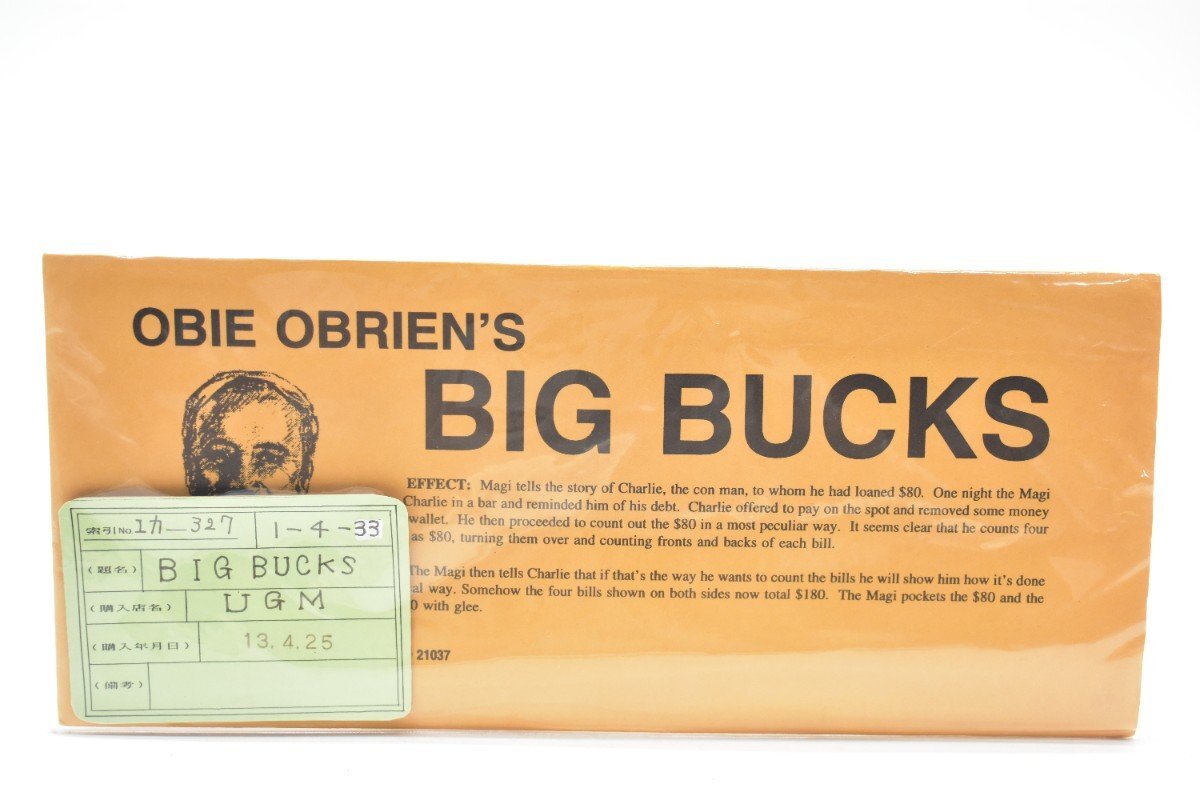 OBIE OBRIEN'S
BIG BUCKS
EFFECT: Magi tells the story of Charlie, the con man, to whom he had loaned $80. One night the Magi
Charlie in a bar and reminded him of his debt. Charlie offered to pay on the spot and removed some money
wallet. He then proceeded to count out the $80 in a most peculiar way. It seems clear that he counts four
as $80, turning them over and counting fronts and backs of each bill.
The Magi then tells Charlie that if that's the way he wants to count the bills he will show him how it's done
way. Somehow the four bills shown on both sides now total $180. The Magi pockets the $80 and the
with glee.
21037
索引No. 1カ-327 1-4-33
(題名) BIG BUCKS
(購入店名) UGM
(購入年月日) 13.4.25
(備考)